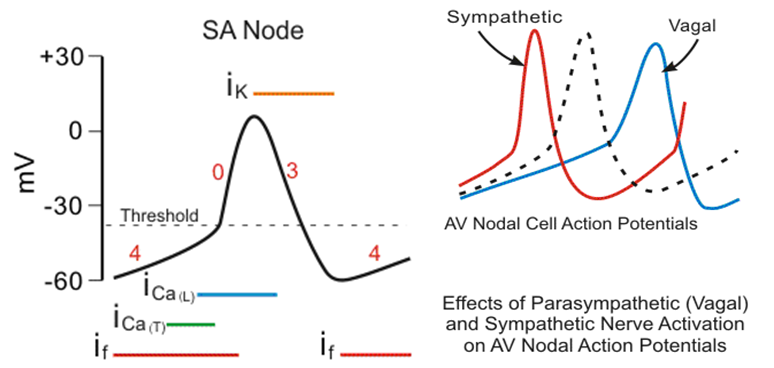 SA Node
+30
0
-30
-60
mV
iK
0
3
Threshold
4
4
iCa (L)
iCa (T)
if
if
Sympathetic
Vagal
AV Nodal Cell Action Potentials
Effects of Parasympathetic (Vagal)
and Sympathetic Nerve Activation
on AV Nodal Action Potentials